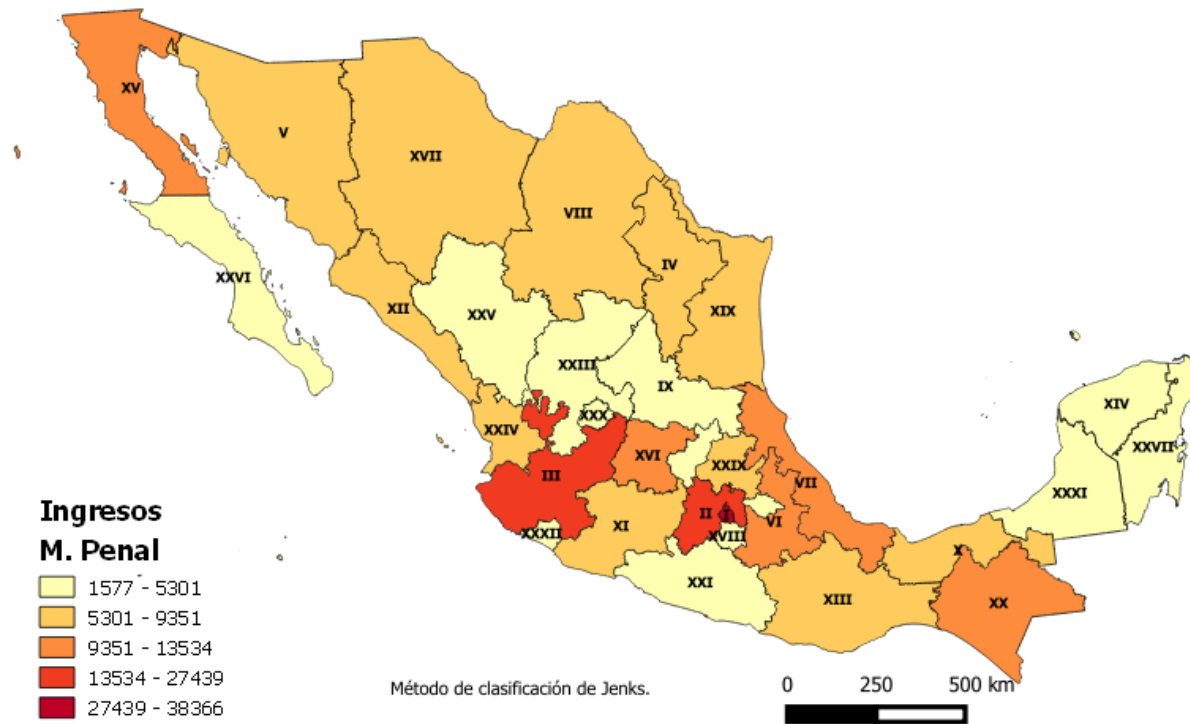 XV
V
XVII
VIII
IV
XXVI
XII
XXV
XIX
XXIII
IX
XXX
XIV
XXIV
XXVII
XVI
XXIX
III
VII
XXXI
II
I
VI
XI
XXXII
XVIII
X
XXI
XIII
XX
Ingresos
M. Penal
1577 - 5301
5301 - 9351
9351 - 13534
13534 - 27439
27439 - 38366
Método de clasificación de Jenks.
0 250 500 km